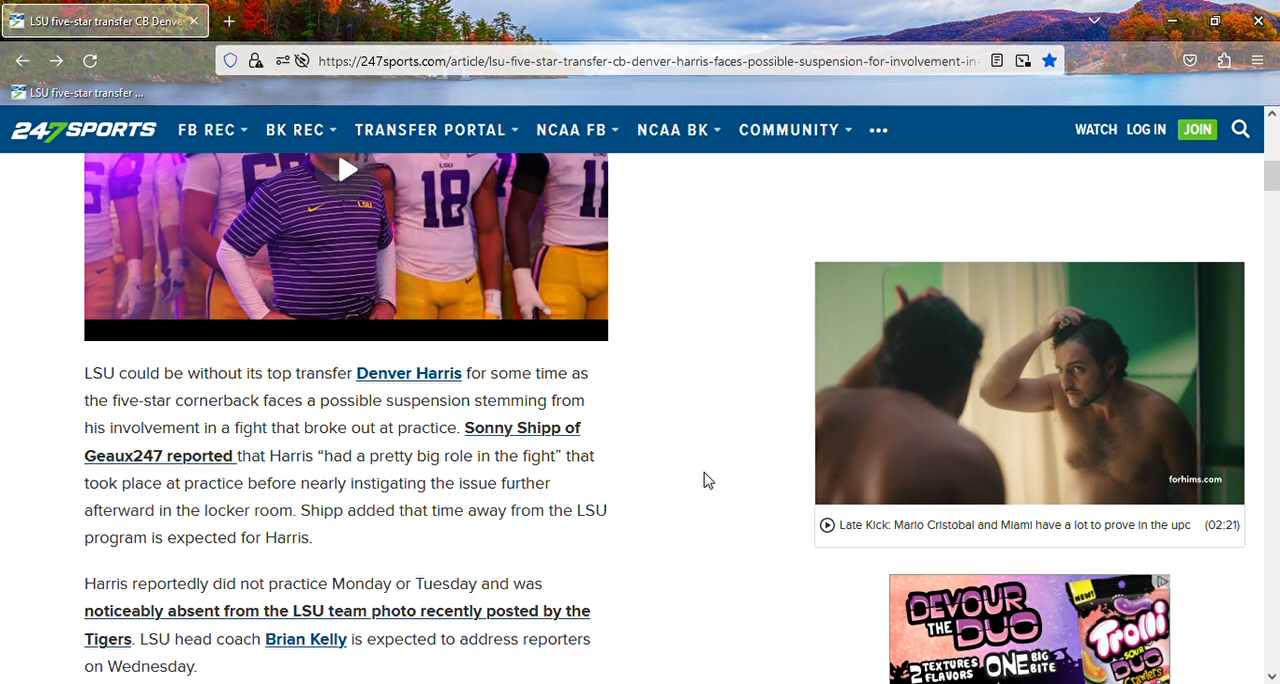 LSU five-star transfer CB Denve
https://247sports.com/article/lsu-five-star-transfer-cb-denver-harris-faces-possible-suspension-for-involvement-in-
LSU five-star transfer ...
247SPORTS FB REC BK REC TRANSFER PORTAL NCAA FB NCAA BK COMMUNITY ••• WATCH LOG IN JOIN
LSU
18
LSU
LSU could be without its top transfer Denver Harris for some time as
the five-star cornerback faces a possible suspension stemming from
his involvement in a fight that broke out at practice. Sonny Shipp of
Geaux247 reported that Harris “had a pretty big role in the fight” that
took place at practice before nearly instigating the issue further
afterward in the locker room. Shipp added that time away from the LSU
program is expected for Harris.
Harris reportedly did not practice Monday or Tuesday and was
noticeably absent from the LSU team photo recently posted by the
Tigers. LSU head coach Brian Kelly is expected to address reporters
on Wednesday.
forhims.com
Late Kick: Mario Cristobal and Miami have a lot to prove in the upc (02:21)
DEVOUR
THE DUO
2 TEXTURES
FLAVORS ONE BIG
BITE
NEW!
Trolli
SOUR
DUO
Crawlers